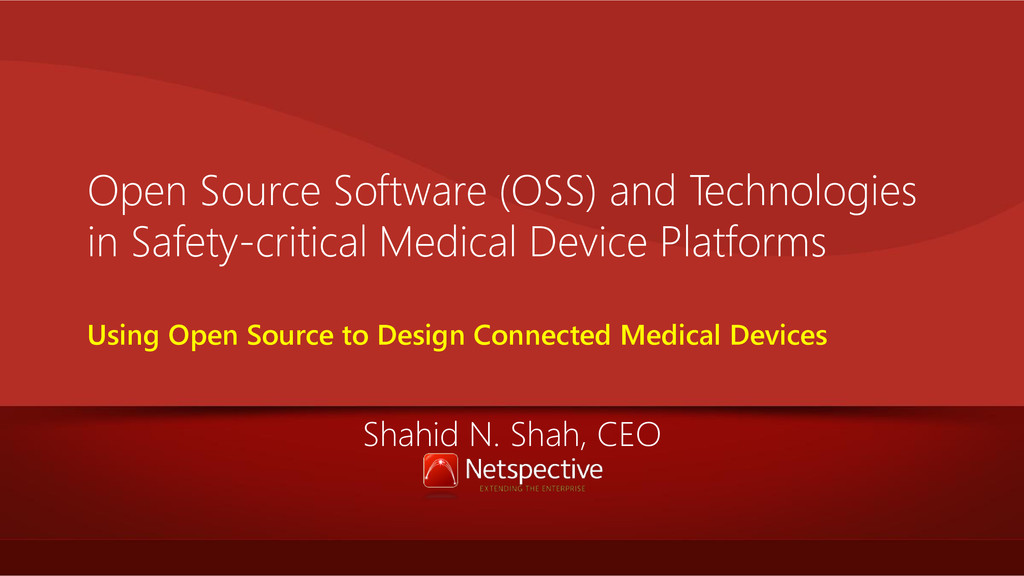 Open Source Software (OSS) and Technologies
in Safety-critical Medical Device Platforms
Using Open Source to Design Connected Medical Devices
Shahid N. Shah, CEO
Netspective
EXTENDING THE ENTERPRISE